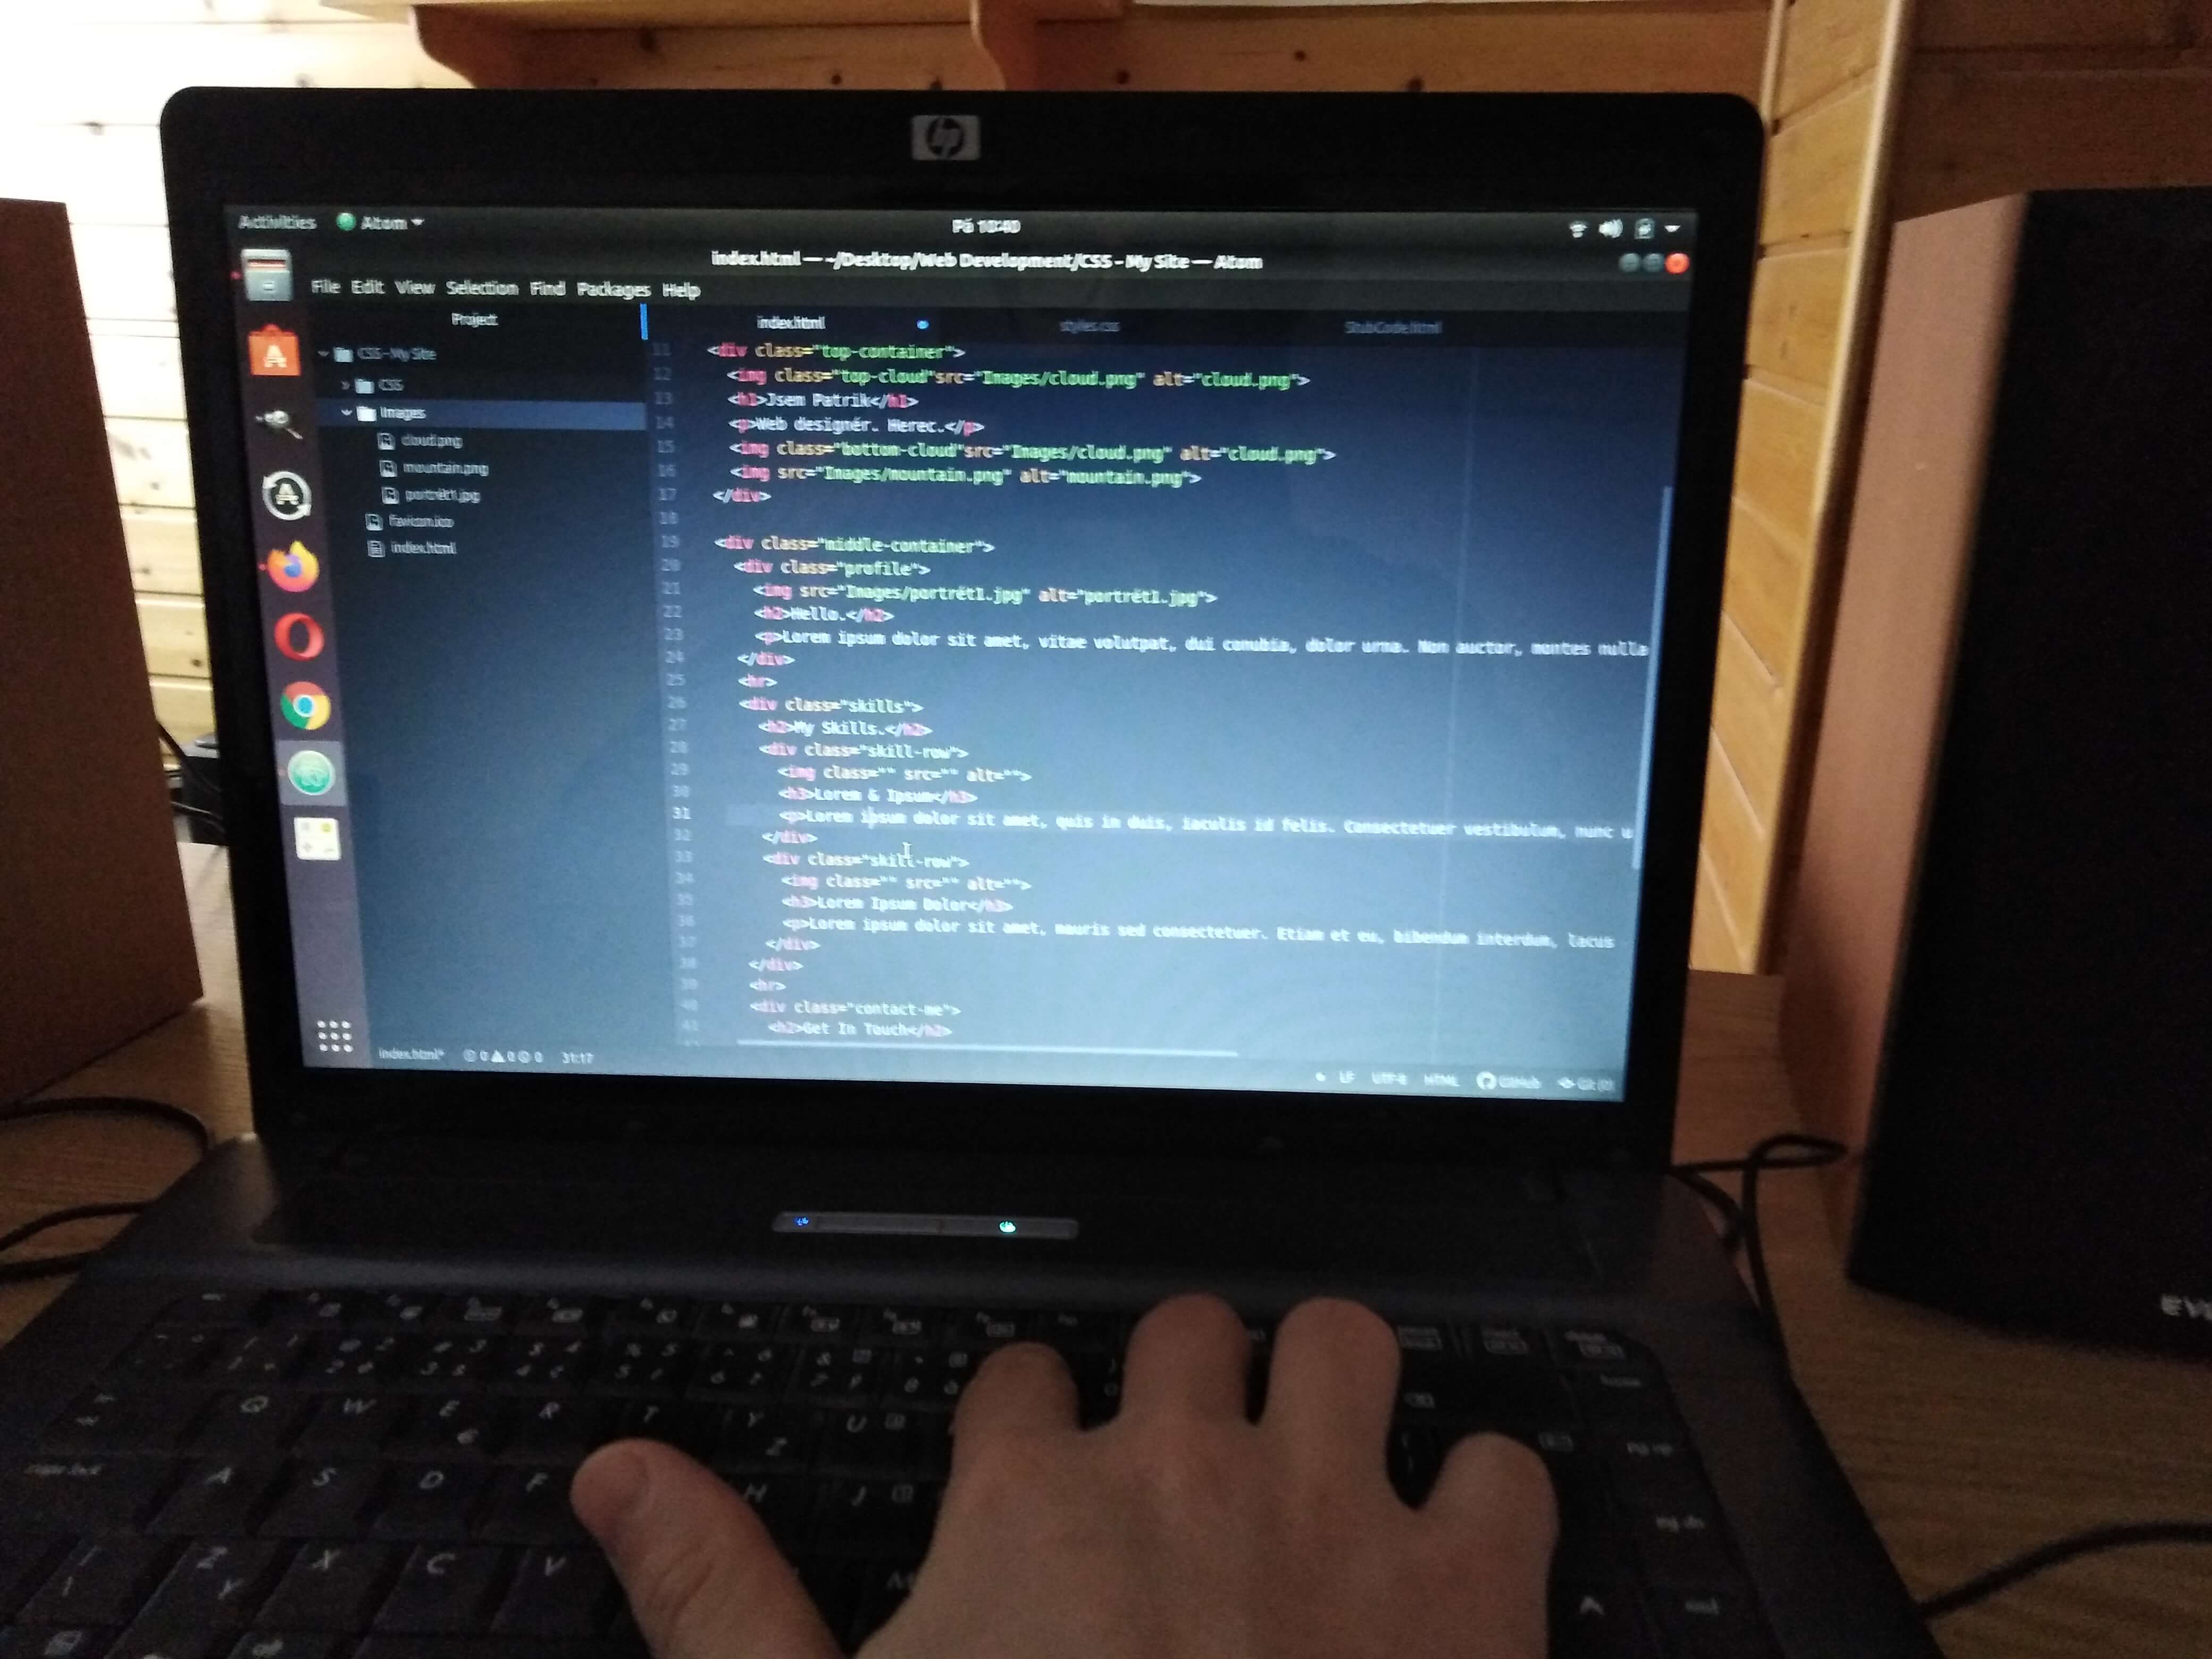 hp
Activities Atom
Pá 10:40
index.html — ~/Desktop/Web Development/CSS - My Site — Atom
File Edit View Selection Find Packages Help
Project
index.html styles.css StubCode.html
CSS - My Site
CSS
Images
cloud.png
mountain.png
portrét1.jpg
favicon.ico
index.html
11 <div class="top-container">
12 <img class="top-cloud"src="Images/cloud.png" alt="cloud.png">
13 <h1>Jsem Patrik</h1>
14 <p>Web designér. Herec.</p>
15 <img class="bottom-cloud"src="Images/cloud.png" alt="cloud.png">
16 <img src="Images/mountain.png" alt="mountain.png">
17 </div>
18
19 <div class="middle-container">
20 <div class="profile">
21 <img src="Images/portrét1.jpg" alt="portrét1.jpg">
22 <h2>Hello.</h2>
23 <p>Lorem ipsum dolor sit amet, vitae volutpat, dui conubia, dolor urna. Non auctor, montes nulla
24 </div>
25 <hr>
26 <div class="skills">
27 <h2>My Skills.</h2>
28 <div class="skill-row">
29 <img class="" src="" alt="">
30 <h3>Lorem & Ipsum</h3>
31 <p>Lorem ipsum dolor sit amet, quis in duis, iaculis id felis. Consectetuer vestibulum, nunc u
32 </div>
33 <div class="skill-row">
34 <img class="" src="" alt="">
35 <h3>Lorem Ipsum Dolor</h3>
36 <p>Lorem ipsum dolor sit amet, mauris sed consectetuer. Etiam et eu, bibendum interdum, lacus
37 </div>
38 </div>
39 <hr>
40 <div class="contact-me">
41 <h2>Get In Touch</h2>
index.html* 0 0 0 31:17
LF UTF-8 HTML GitHub Git (0)
Q W E R T Y U
€ Z
caps lock A S D F H J
Z X C V
Y
home
pg up
pg dn
end